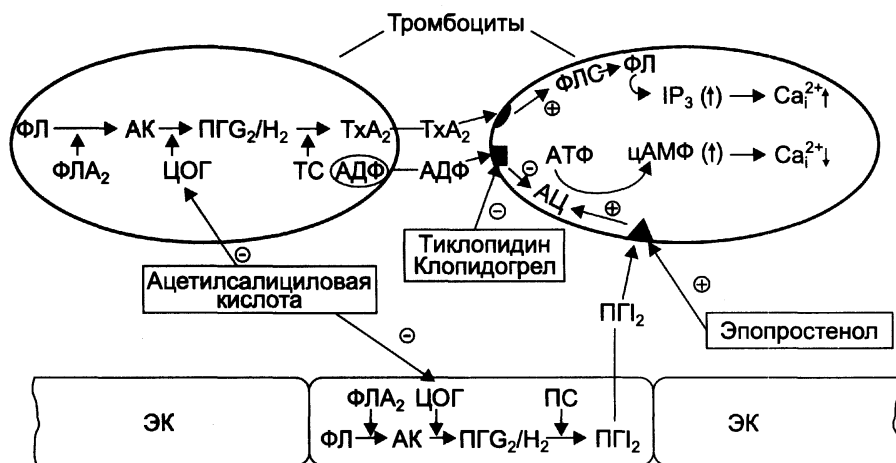 Тромбоциты
ФЛС → ФЛ
IP₃ (↑) → Ca²⁺ᵢ↑
ФЛ → АК → ПГG₂/H₂ → TxA₂ TxA₂
⊕
ФЛА₂ ЦОГ ТС АДФ АДФ
АТФ цАМФ (↑) → Ca²⁺ᵢ↓
⊖ АЦ ⊕
⊖
Тиклопидин
Клопидогрел
⊖
Ацетилсалициловая
кислота
⊕
ПГI₂
Эпопростенол
⊖
ФЛА₂ ЦОГ ПС
ЭК
ФЛ → АК → ПГG₂/H₂ → ПГI₂
ЭК